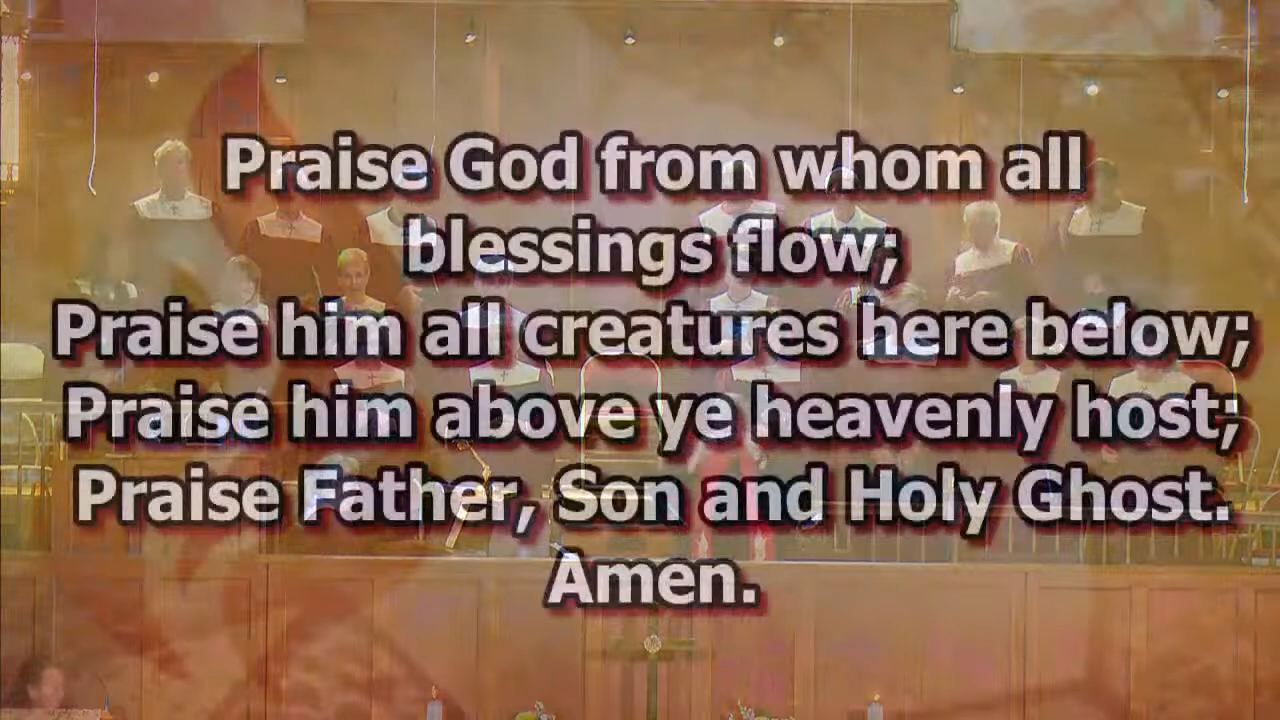 Praise God from whom all
blessings flow;
Praise him all creatures here below;
Praise him above ye heavenly host;
Praise Father, Son and Holy Ghost.
Amen.